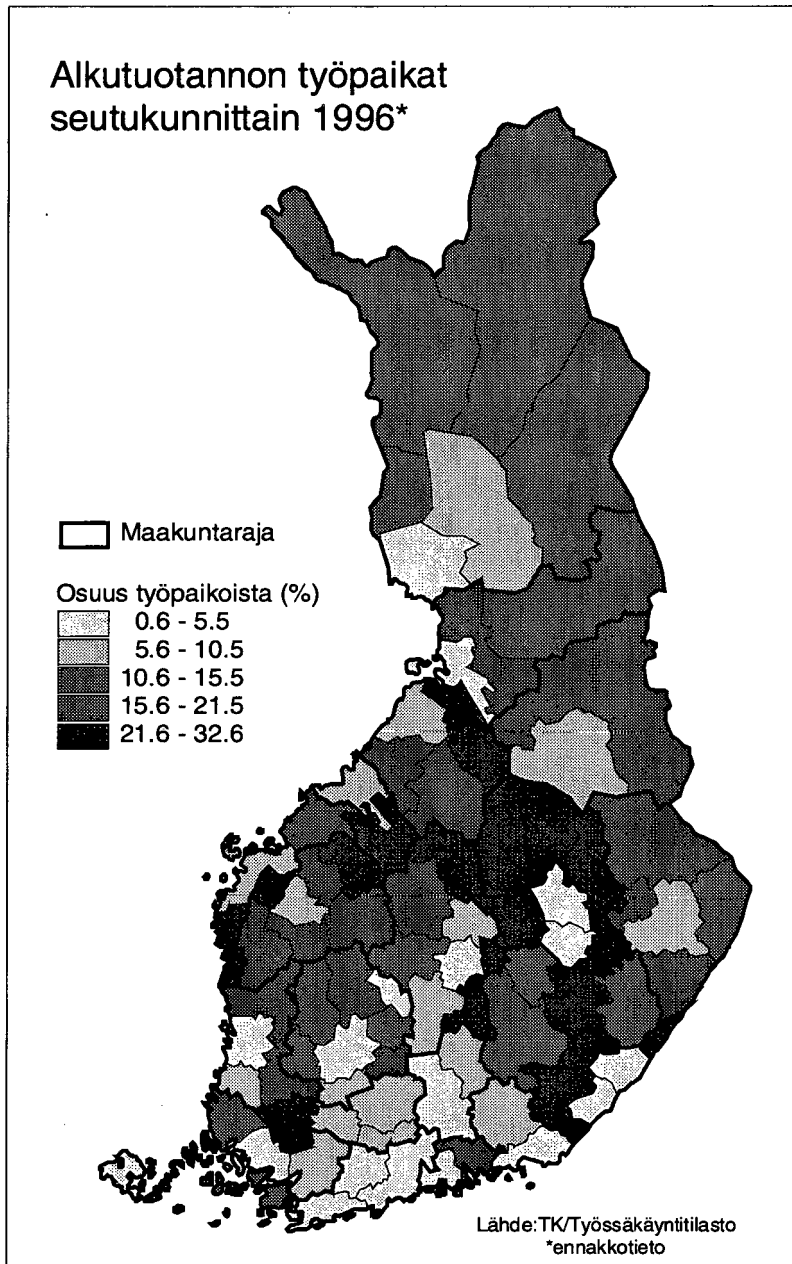 Alkutuotannon työpaikat
seutukunnittain 1996*
Maakuntaraja
Osuus työpaikoista (%)
0.6 - 5.5
5.6 - 10.5
10.6 - 15.5
15.6 - 21.5
21.6 - 32.6
Lähde:TK/Työssäkäyntitilasto
*ennakkotieto